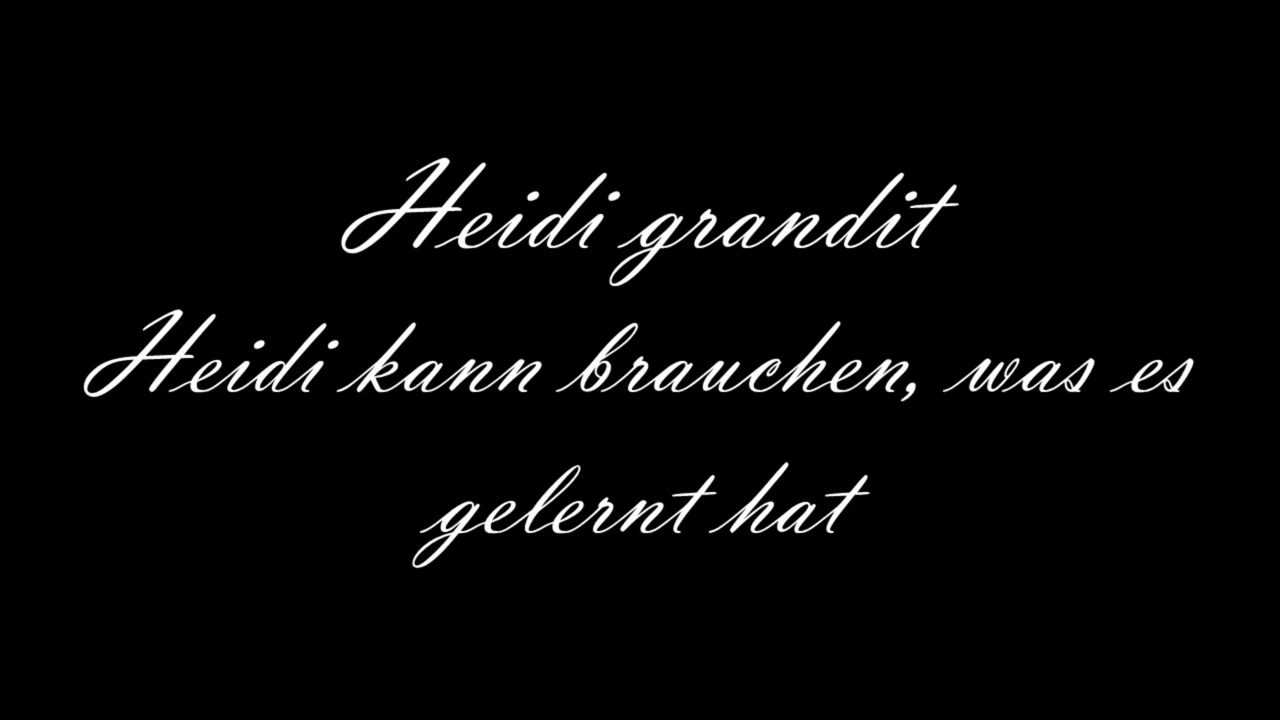 Heidi grandit
Heidi kann brauchen, was es
gelernt hat